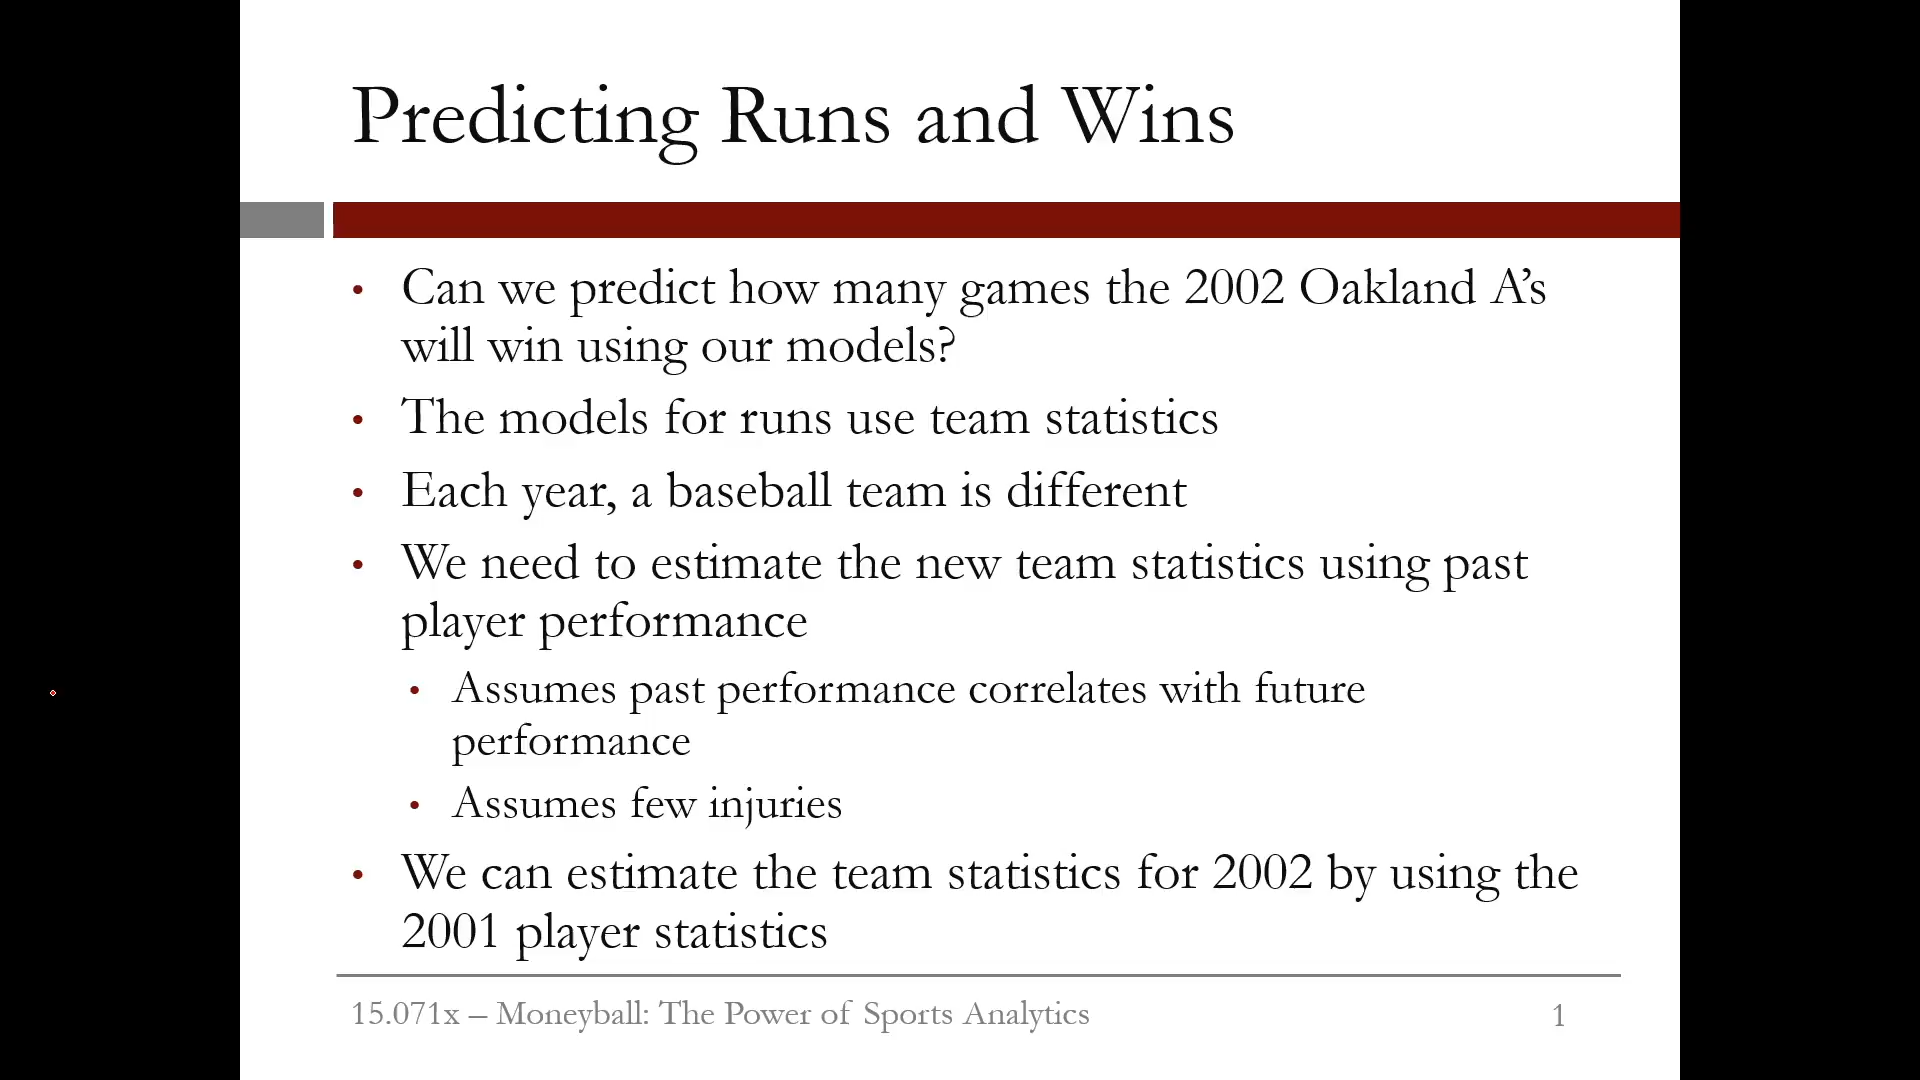 Predicting Runs and Wins
• Can we predict how many games the 2002 Oakland A’s
will win using our models?
• The models for runs use team statistics
• Each year, a baseball team is different
• We need to estimate the new team statistics using past
player performance
• Assumes past performance correlates with future
performance
• Assumes few injuries
• We can estimate the team statistics for 2002 by using the
2001 player statistics
15.071x – Moneyball: The Power of Sports Analytics 1